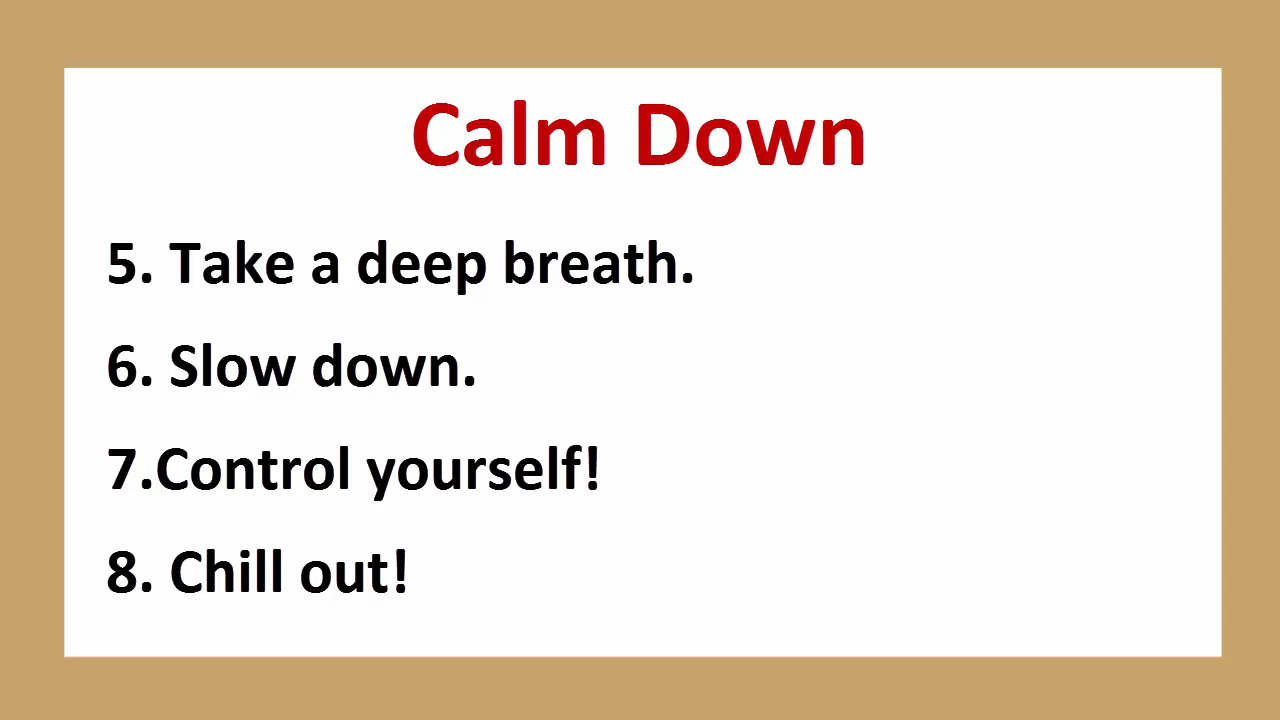 Calm Down
5. Take a deep breath.
6. Slow down.
7.Control yourself!
8. Chill out!